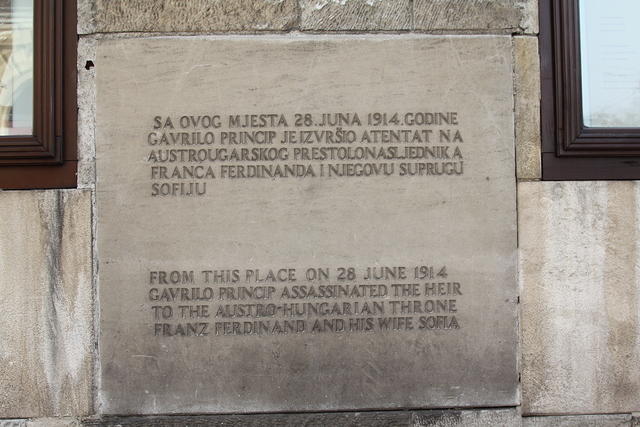 SA OVOG MJESTA 28. JUNA 1914. GODINE
GAVRILO PRINCIP JE IZVRŠIO ATENTAT NA
AUSTROUGARSKOG PRESTOLONASLJEDNIKA
FRANCA FERDINANDA I NJEGOVU SUPRUGU
SOFIJU
FROM THIS PLACE ON 28 JUNE 1914
GAVRILO PRINCIP ASSASSINATED THE HEIR
TO THE AUSTRO-HUNGARIAN THRONE
FRANZ FERDINAND AND HIS WIFE SOFIA